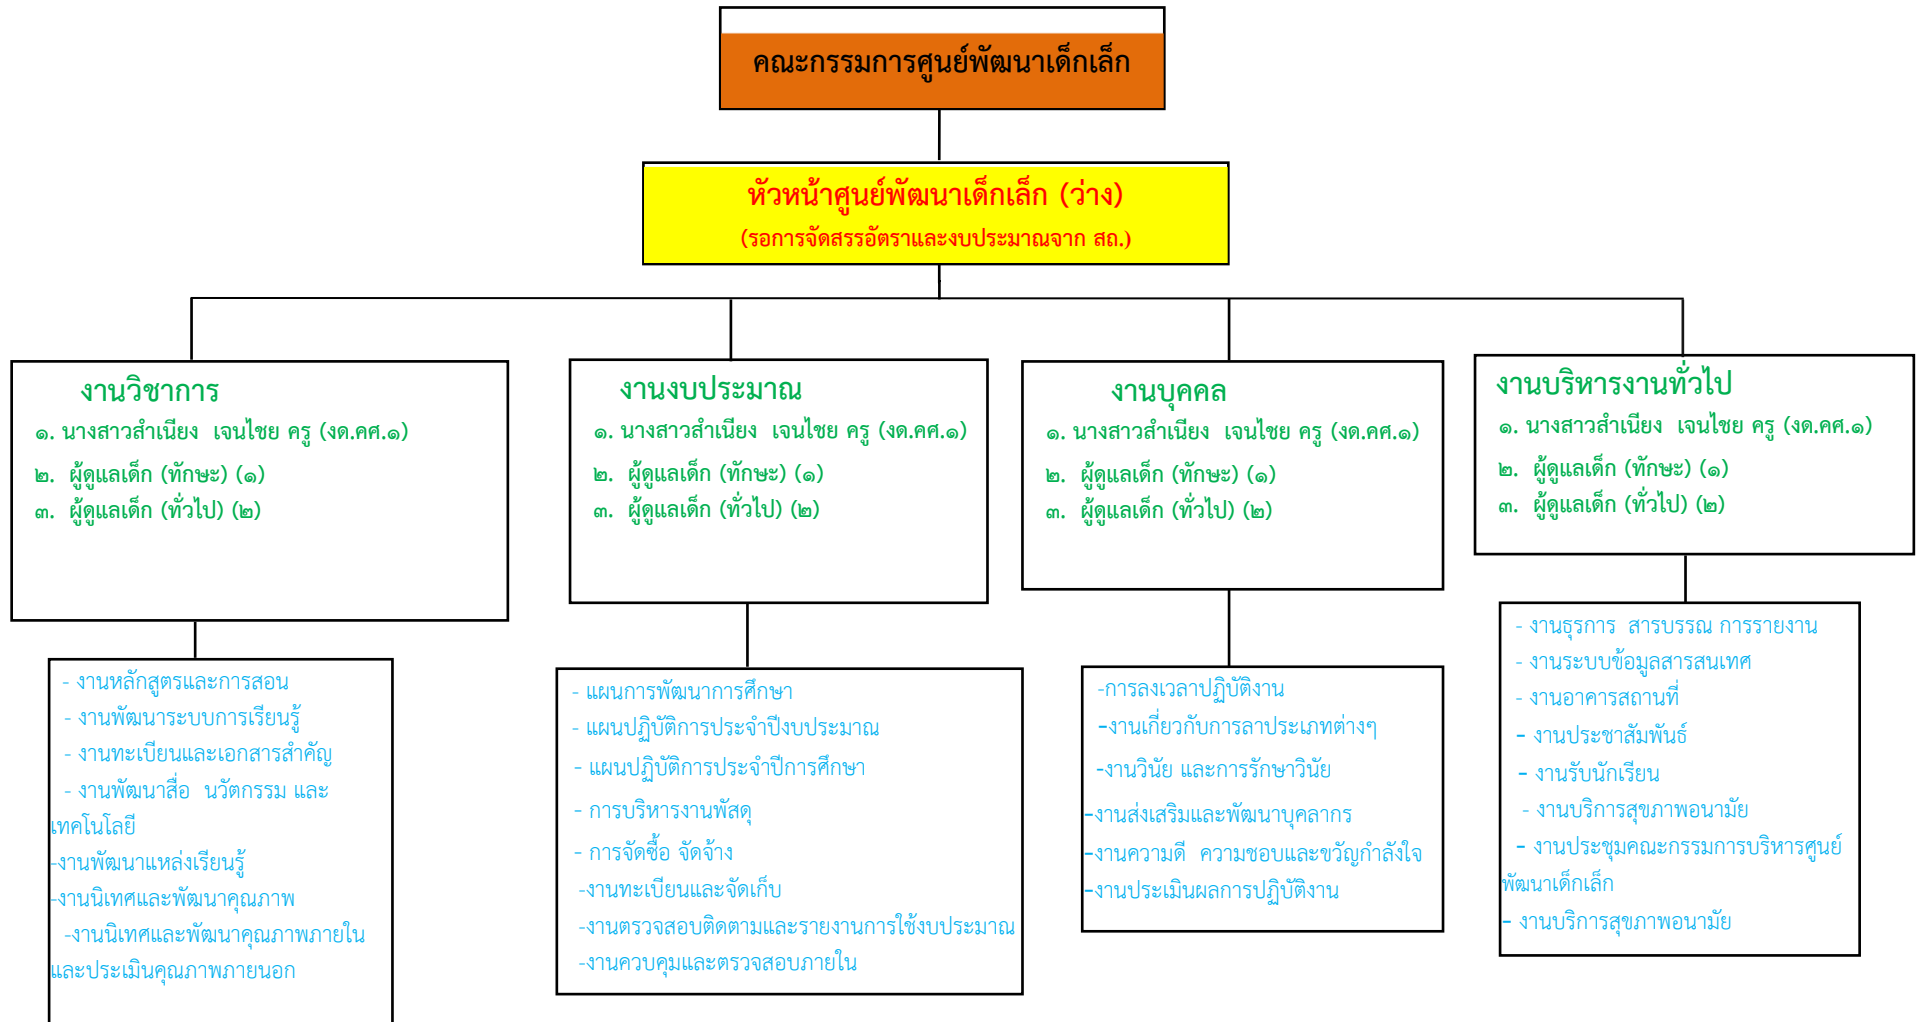 คณะกรรมการศูนย์พัฒนาเด็กเล็ก
หัวหน้าศูนย์พัฒนาเด็กเล็ก (ว่าง)
(รอการจัดสรรอัตราและงบประมาณจาก สถ.)
งานวิชาการ
๑. นางสาวสำเนียง เจนไชย ครู (งด.คศ.๑)
๒. ผู้ดูแลเด็ก (ทักษะ) (๑)
๓. ผู้ดูแลเด็ก (ทั่วไป) (๒)
งานงบประมาณ
๑. นางสาวสำเนียง เจนไชย ครู (งด.คศ.๑)
๒. ผู้ดูแลเด็ก (ทักษะ) (๑)
๓. ผู้ดูแลเด็ก (ทั่วไป) (๒)
งานบุคคล
๑. นางสาวสำเนียง เจนไชย ครู (งด.คศ.๑)
๒. ผู้ดูแลเด็ก (ทักษะ) (๑)
๓. ผู้ดูแลเด็ก (ทั่วไป) (๒)
งานบริหารงานทั่วไป
๑. นางสาวสำเนียง เจนไชย ครู (งด.คศ.๑)
๒. ผู้ดูแลเด็ก (ทักษะ) (๑)
๓. ผู้ดูแลเด็ก (ทั่วไป) (๒)
- งานหลักสูตรและการสอน
- งานพัฒนาระบบการเรียนรู้
- งานทะเบียนและเอกสารสำคัญ
- งานพัฒนาสื่อ นวัตกรรม และ
เทคโนโลยี
-งานพัฒนาแหล่งเรียนรู้
-งานนิเทศและพัฒนาคุณภาพ
-งานนิเทศและพัฒนาคุณภาพภายใน
และประเมินคุณภาพภายนอก
- แผนการพัฒนาการศึกษา
- แผนปฏิบัติการประจำปีงบประมาณ
- แผนปฏิบัติการประจำปีการศึกษา
- การบริหารงานพัสดุ
- การจัดซื้อ จัดจ้าง
-งานทะเบียนและจัดเก็บ
-งานตรวจสอบติดตามและรายงานการใช้งบประมาณ
-งานควบคุมและตรวจสอบภายใน
-การลงเวลาปฏิบัติงาน
-งานเกี่ยวกับการลาประเภทต่างๆ
-งานวินัย และการรักษาวินัย
-งานส่งเสริมและพัฒนาบุคลากร
-งานความดี ความชอบและขวัญกำลังใจ
-งานประเมินผลการปฏิบัติงาน
- งานธุรการ สารบรรณ การรายงาน
- งานระบบข้อมูลสารสนเทศ
- งานอาคารสถานที่
- งานประชาสัมพันธ์
- งานรับนักเรียน
- งานบริการสุขภาพอนามัย
- งานประชุมคณะกรรมการบริหารศูนย์
พัฒนาเด็กเล็ก
- งานบริการสุขภาพอนามัย